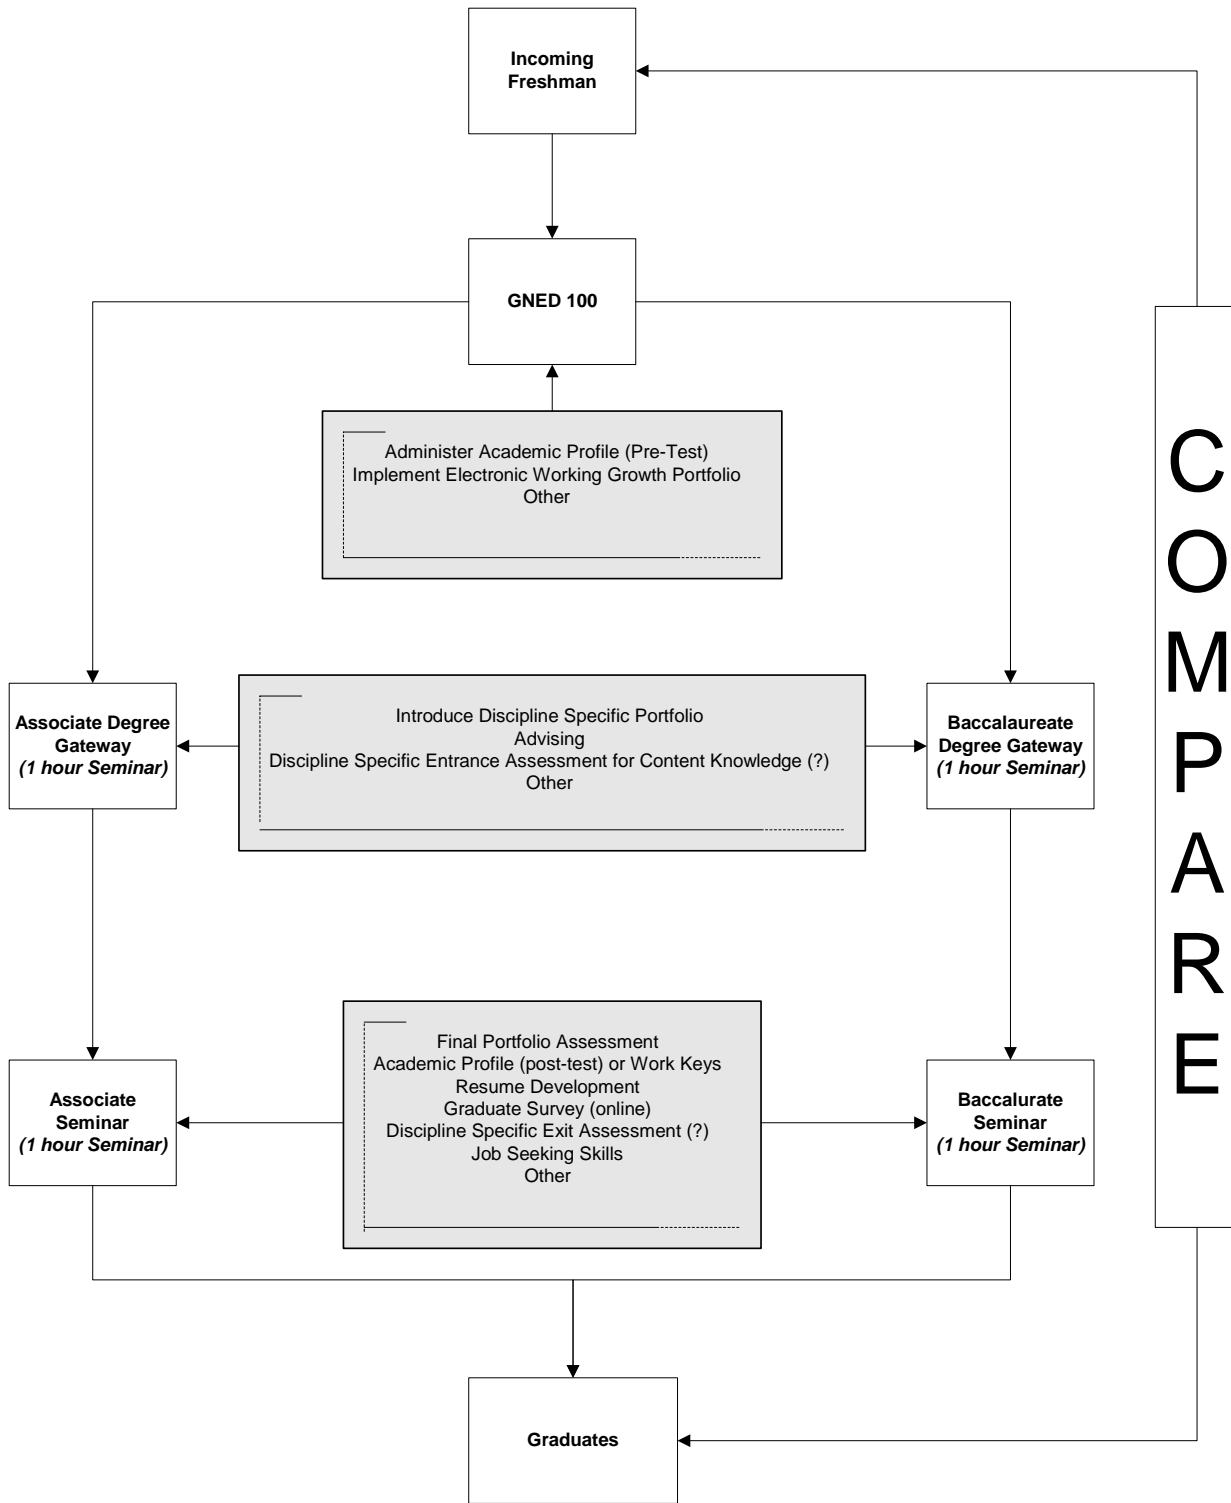 Incoming
Freshman
GNED 100
Administer Academic Profile (Pre-Test)
Implement Electronic Working Growth Portfolio
Other
Associate Degree
Gateway
(1 hour Seminar)
Introduce Discipline Specific Portfolio
Advising
Discipline Specific Entrance Assessment for Content Knowledge (?)
Other
Baccalaureate
Degree Gateway
(1 hour Seminar)
Associate
Seminar
(1 hour Seminar)
Final Portfolio Assessment
Academic Profile (post-test) or Work Keys
Resume Development
Graduate Survey (online)
Discipline Specific Exit Assessment (?)
Job Seeking Skills
Other
Baccalurate
Seminar
(1 hour Seminar)
Graduates
C
O
M
P
A
R
E